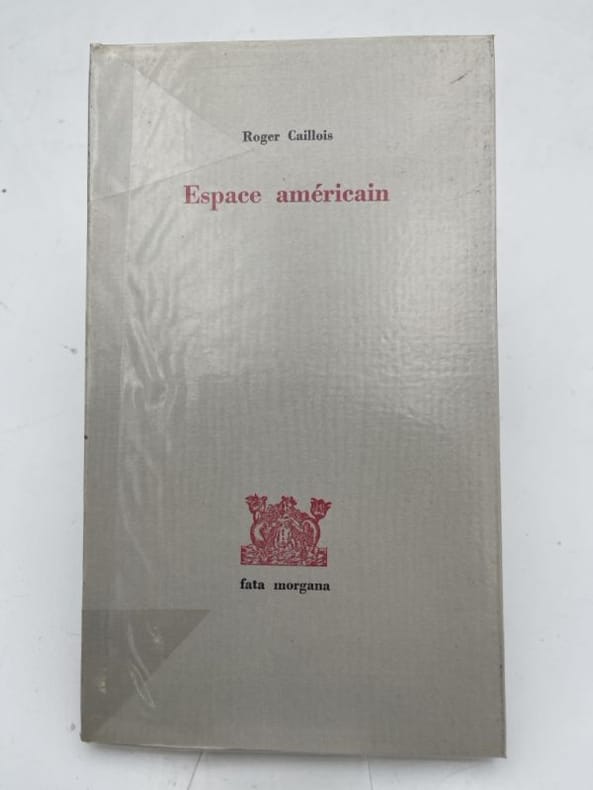 Roger Caillois
Espace américain
fata morgana